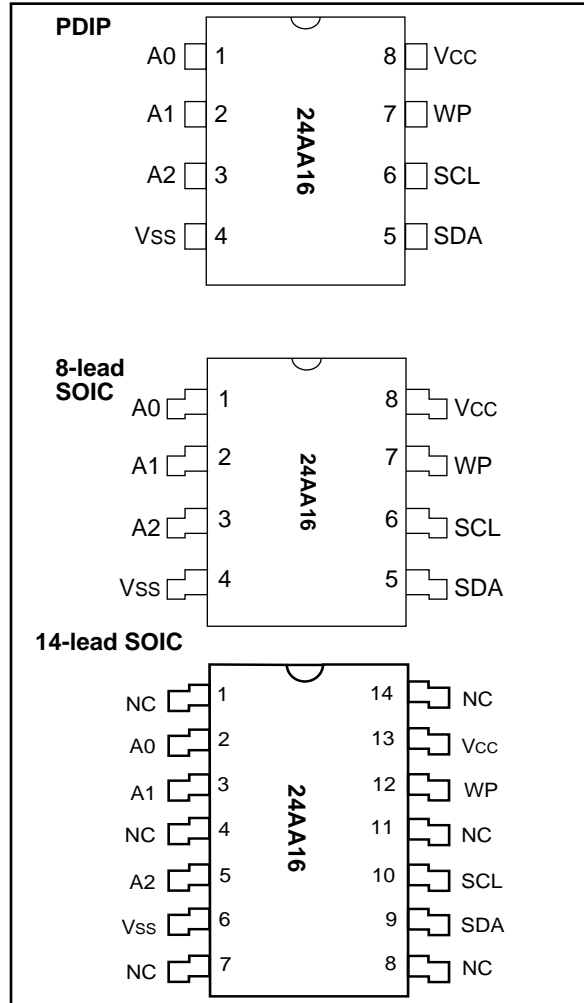 PDIP
A0 1 8 VCC
A1 2 7 WP
A2 3 6 SCL
VSS 4 5 SDA
24AA16
8-lead
SOIC
A0 1 8 VCC
A1 2 7 WP
A2 3 6 SCL
VSS 4 5 SDA
24AA16
14-lead SOIC
NC 1 14 NC
A0 2 13 VCC
A1 3 12 WP
NC 4 11 NC
A2 5 10 SCL
VSS 6 9 SDA
NC 7 8 NC
24AA16